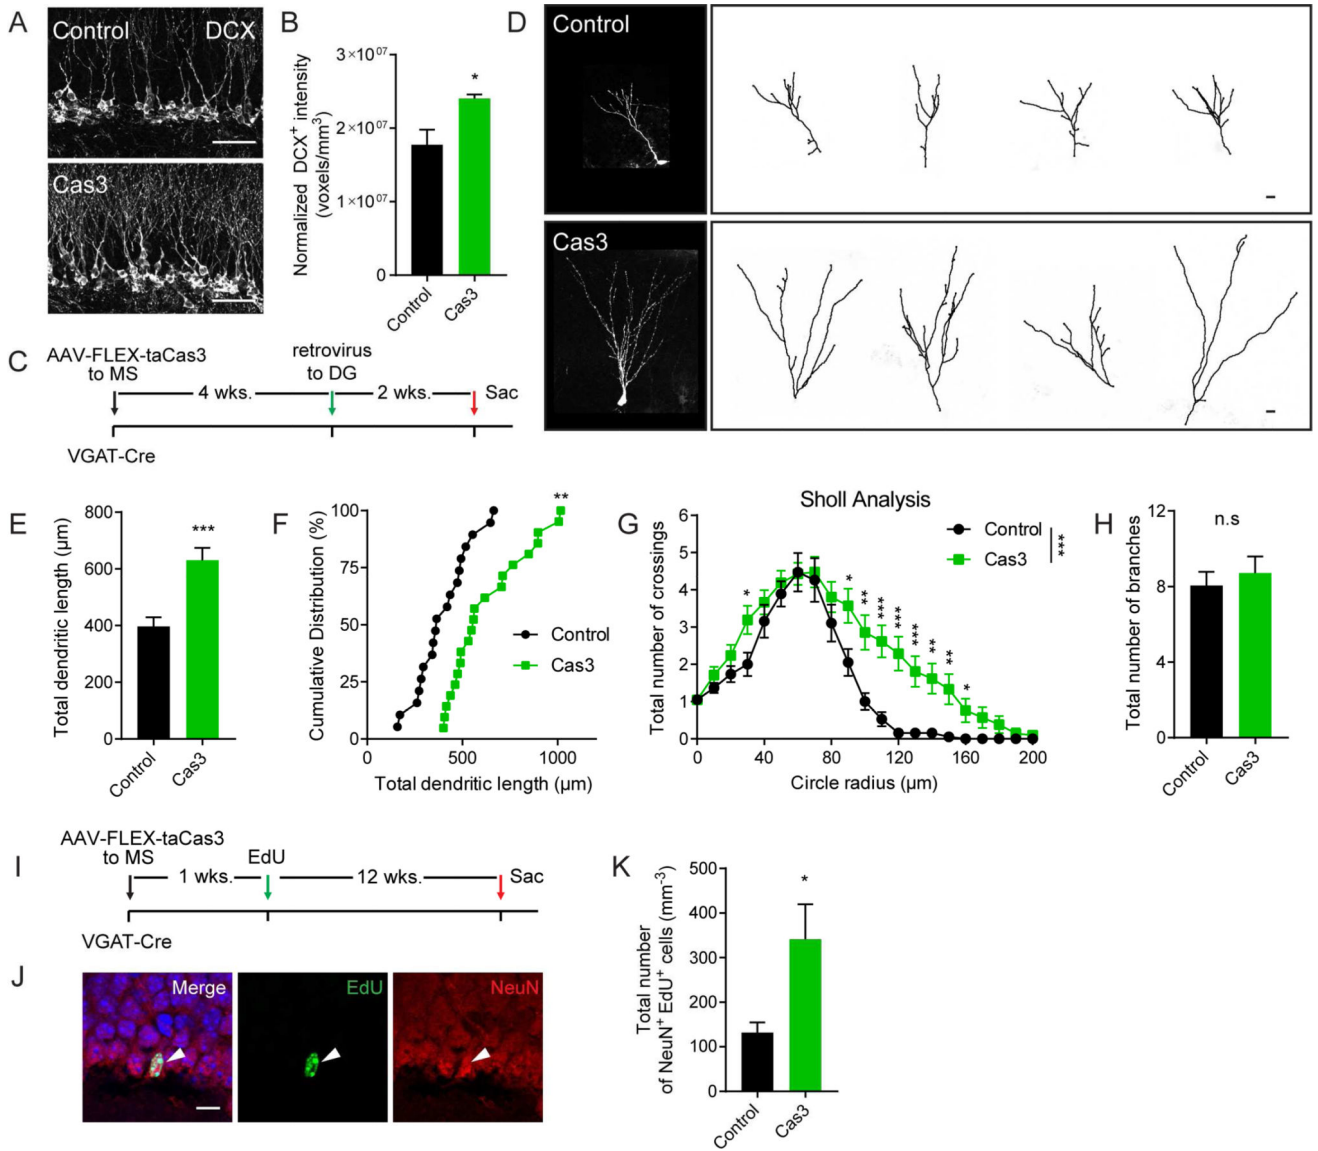 A
Control
DCX
Cas3
B
3×10⁰⁷
2×10⁰⁷
1×10⁰⁷
0
Normalized DCX⁺ intensity
(voxels/mm³)
*
Control
Cas3
C
AAV-FLEX-taCas3
to MS
retrovirus
to DG
4 wks.
2 wks.
Sac
VGAT-Cre
D
Control
Cas3
E
Total dendritic length (µm)
800
600
400
200
0
***
Control
Cas3
F
Cumulative Distribution (%)
100
75
50
25
0
**
Control
Cas3
0
500
1000
Total dendritic length (µm)
G
Sholl Analysis
Total number of crossings
6
5
4
3
2
1
0
Control
Cas3
***
*
*
**
***
***
***
**
**
*
0
40
80
120
160
200
Circle radius (µm)
H
Total number of branches
12
8
4
0
n.s
Control
Cas3
I
AAV-FLEX-taCas3
to MS
EdU
1 wks.
12 wks.
Sac
VGAT-Cre
J
Merge
EdU
NeuN
K
Total number
of NeuN⁺ EdU⁺ cells (mm⁻³)
500
400
300
200
100
0
*
Control
Cas3